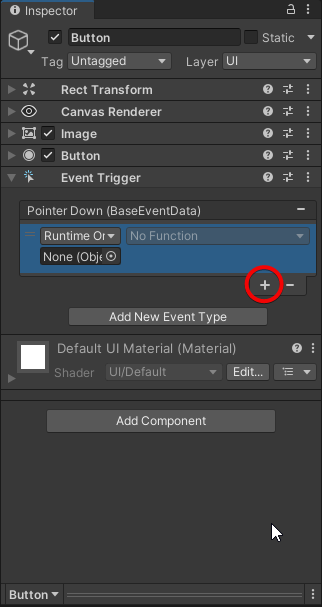 Inspector
Button
Static
Tag Untagged Layer UI
Rect Transform
Canvas Renderer
Image
Button
Event Trigger
Pointer Down (BaseEventData)
Runtime Or No Function
None (Obje
Add New Event Type
Default UI Material (Material)
Shader UI/Default Edit...
Add Component
Button